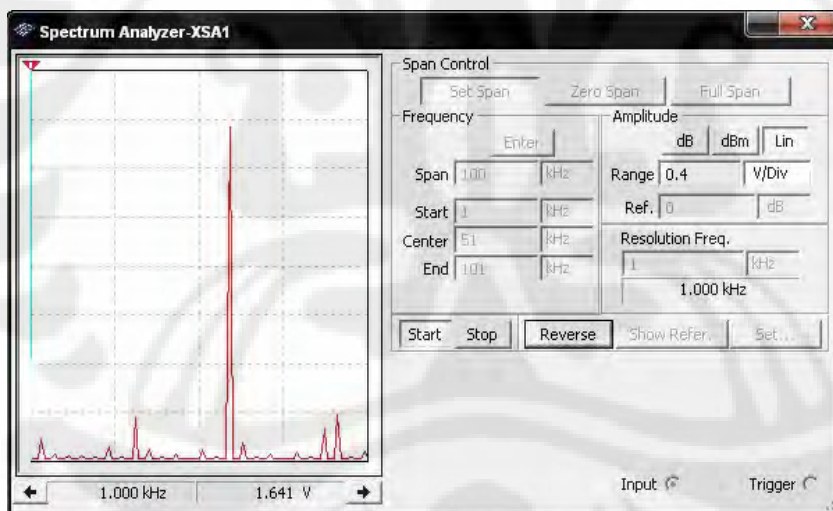 Spectrum Analyzer-XSA1
Span Control
Set Span Zero Span Full Span
Frequency
Enter
Span 100 kHz
Start 1 kHz
Center 51 kHz
End 101 kHz
Amplitude
dB dBm Lin
Range 0.4 V/Div
Ref. 0 dB
Resolution Freq.
1 kHz
1.000 kHz
Start Stop Reverse Show Refer. Set...
1.000 kHz 1.641 V
Input Trigger